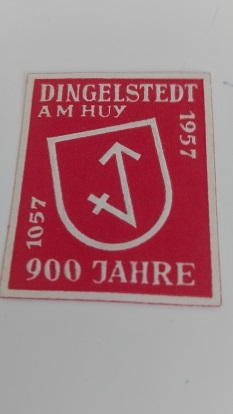 DINGELSTEDT
AM HUY
1957
1057
900 JAHRE